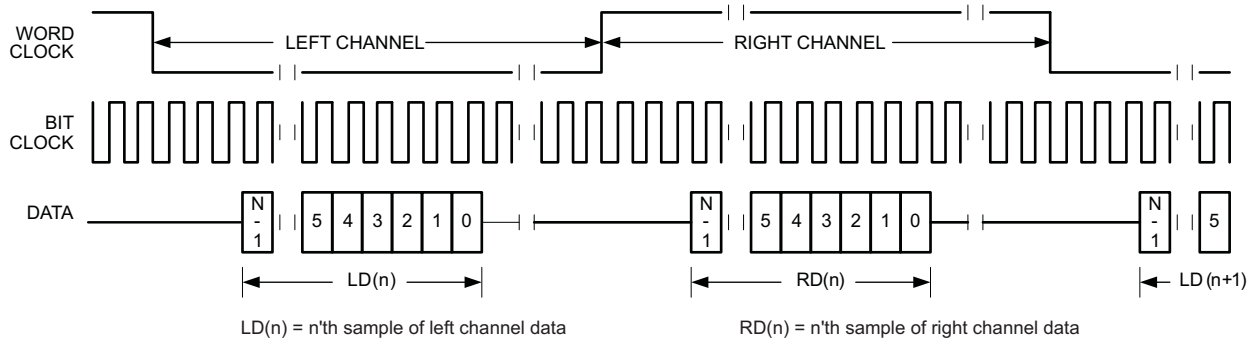 WORD
CLOCK
LEFT CHANNEL
RIGHT CHANNEL
BIT
CLOCK
DATA
N
-
1
5 4 3 2 1 0
N
-
1
5 4 3 2 1 0
N
-
1
5
LD(n)
RD(n)
LD (n+1)
LD(n) = n'th sample of left channel data
RD(n) = n'th sample of right channel data